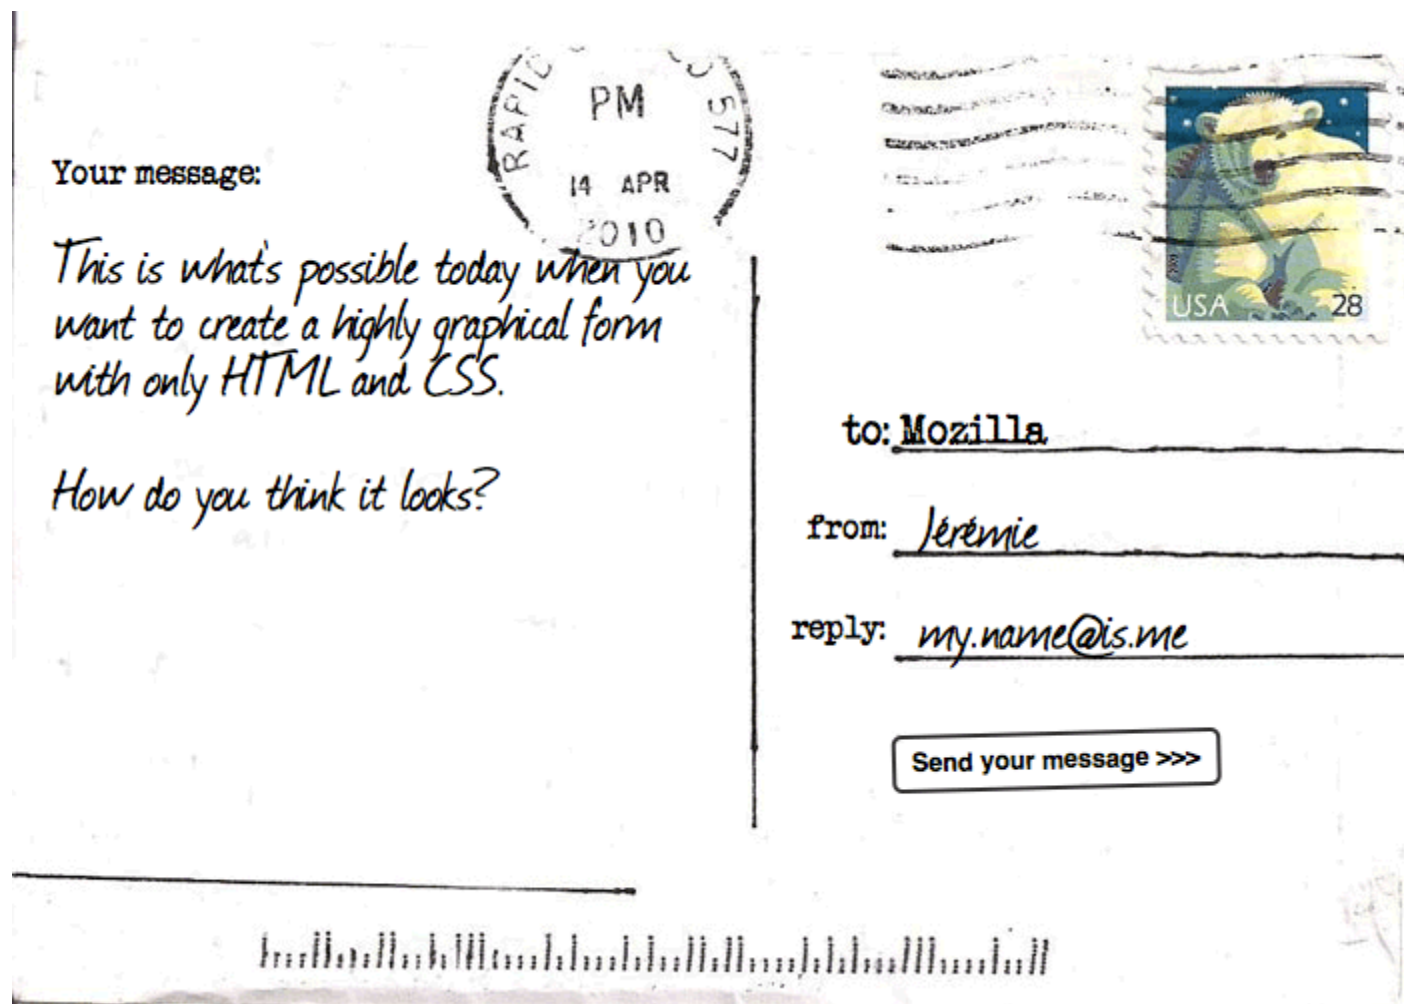 RAPID 577
PM
14 APR
2010
USA 28
Your message:
This is what's possible today when you
want to create a highly graphical form
with only HTML and CSS.
How do you think it looks?
to: Mozilla
from: Jérémie
reply: my.name@is.me
Send your message >>>